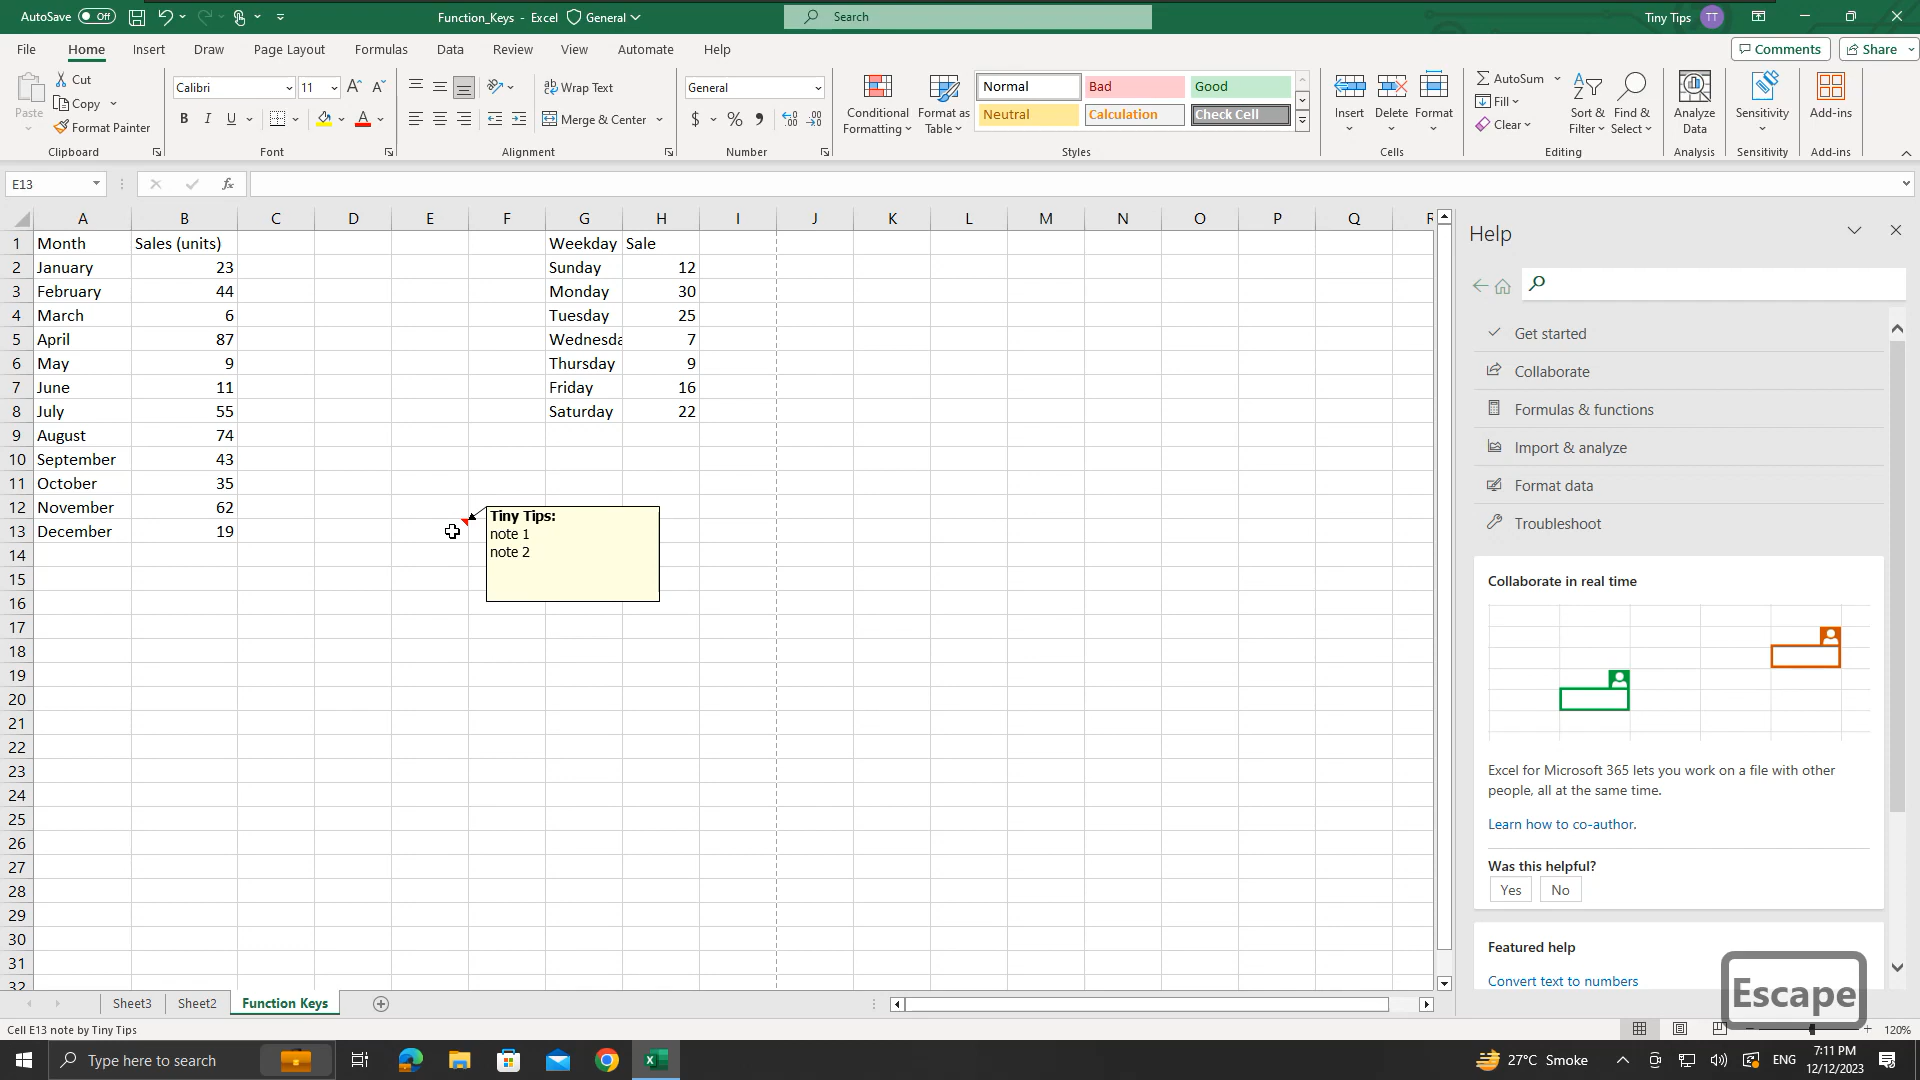 AutoSave Off Function_Keys - Excel General Search Tiny Tips TT
File Home Insert Draw Page Layout Formulas Data Review View Automate Help Comments Share
Paste
Cut
Copy
Format Painter
Clipboard
Calibri 11
B I U
Font
Wrap Text
Merge & Center
Alignment
General
$ % ,
Number
Conditional
Formatting
Format as
Table
Normal Bad Good
Neutral Calculation Check Cell
Styles
Insert Delete Format
Cells
AutoSum
Fill
Clear
Sort &
Filter
Find &
Select
Editing
Analyze
Data
Analysis
Sensitivity
Sensitivity
Add-ins
Add-ins
E13 fx
A B C D E F G H I J K L M N O P Q R
1 Month Sales (units) Weekday Sale
2 January 23 Sunday 12
3 February 44 Monday 30
4 March 6 Tuesday 25
5 April 87 Wednesda 7
6 May 9 Thursday 9
7 June 11 Friday 16
8 July 55 Saturday 22
9 August 74
10 September 43
11 October 35
12 November 62
13 December 19
Tiny Tips:
note 1
note 2
14
15
16
17
18
19
20
21
22
23
24
25
26
27
28
29
30
31
32
Help
Get started
Collaborate
Formulas & functions
Import & analyze
Format data
Troubleshoot
Collaborate in real time
Excel for Microsoft 365 lets you work on a file with other
people, all at the same time.
Learn how to co-author.
Was this helpful?
Yes No
Featured help
Convert text to numbers
Escape
Sheet3 Sheet2 Function Keys
Cell E13 note by Tiny Tips 120%
Type here to search 27°C Smoke ENG 7:11 PM
12/12/2023